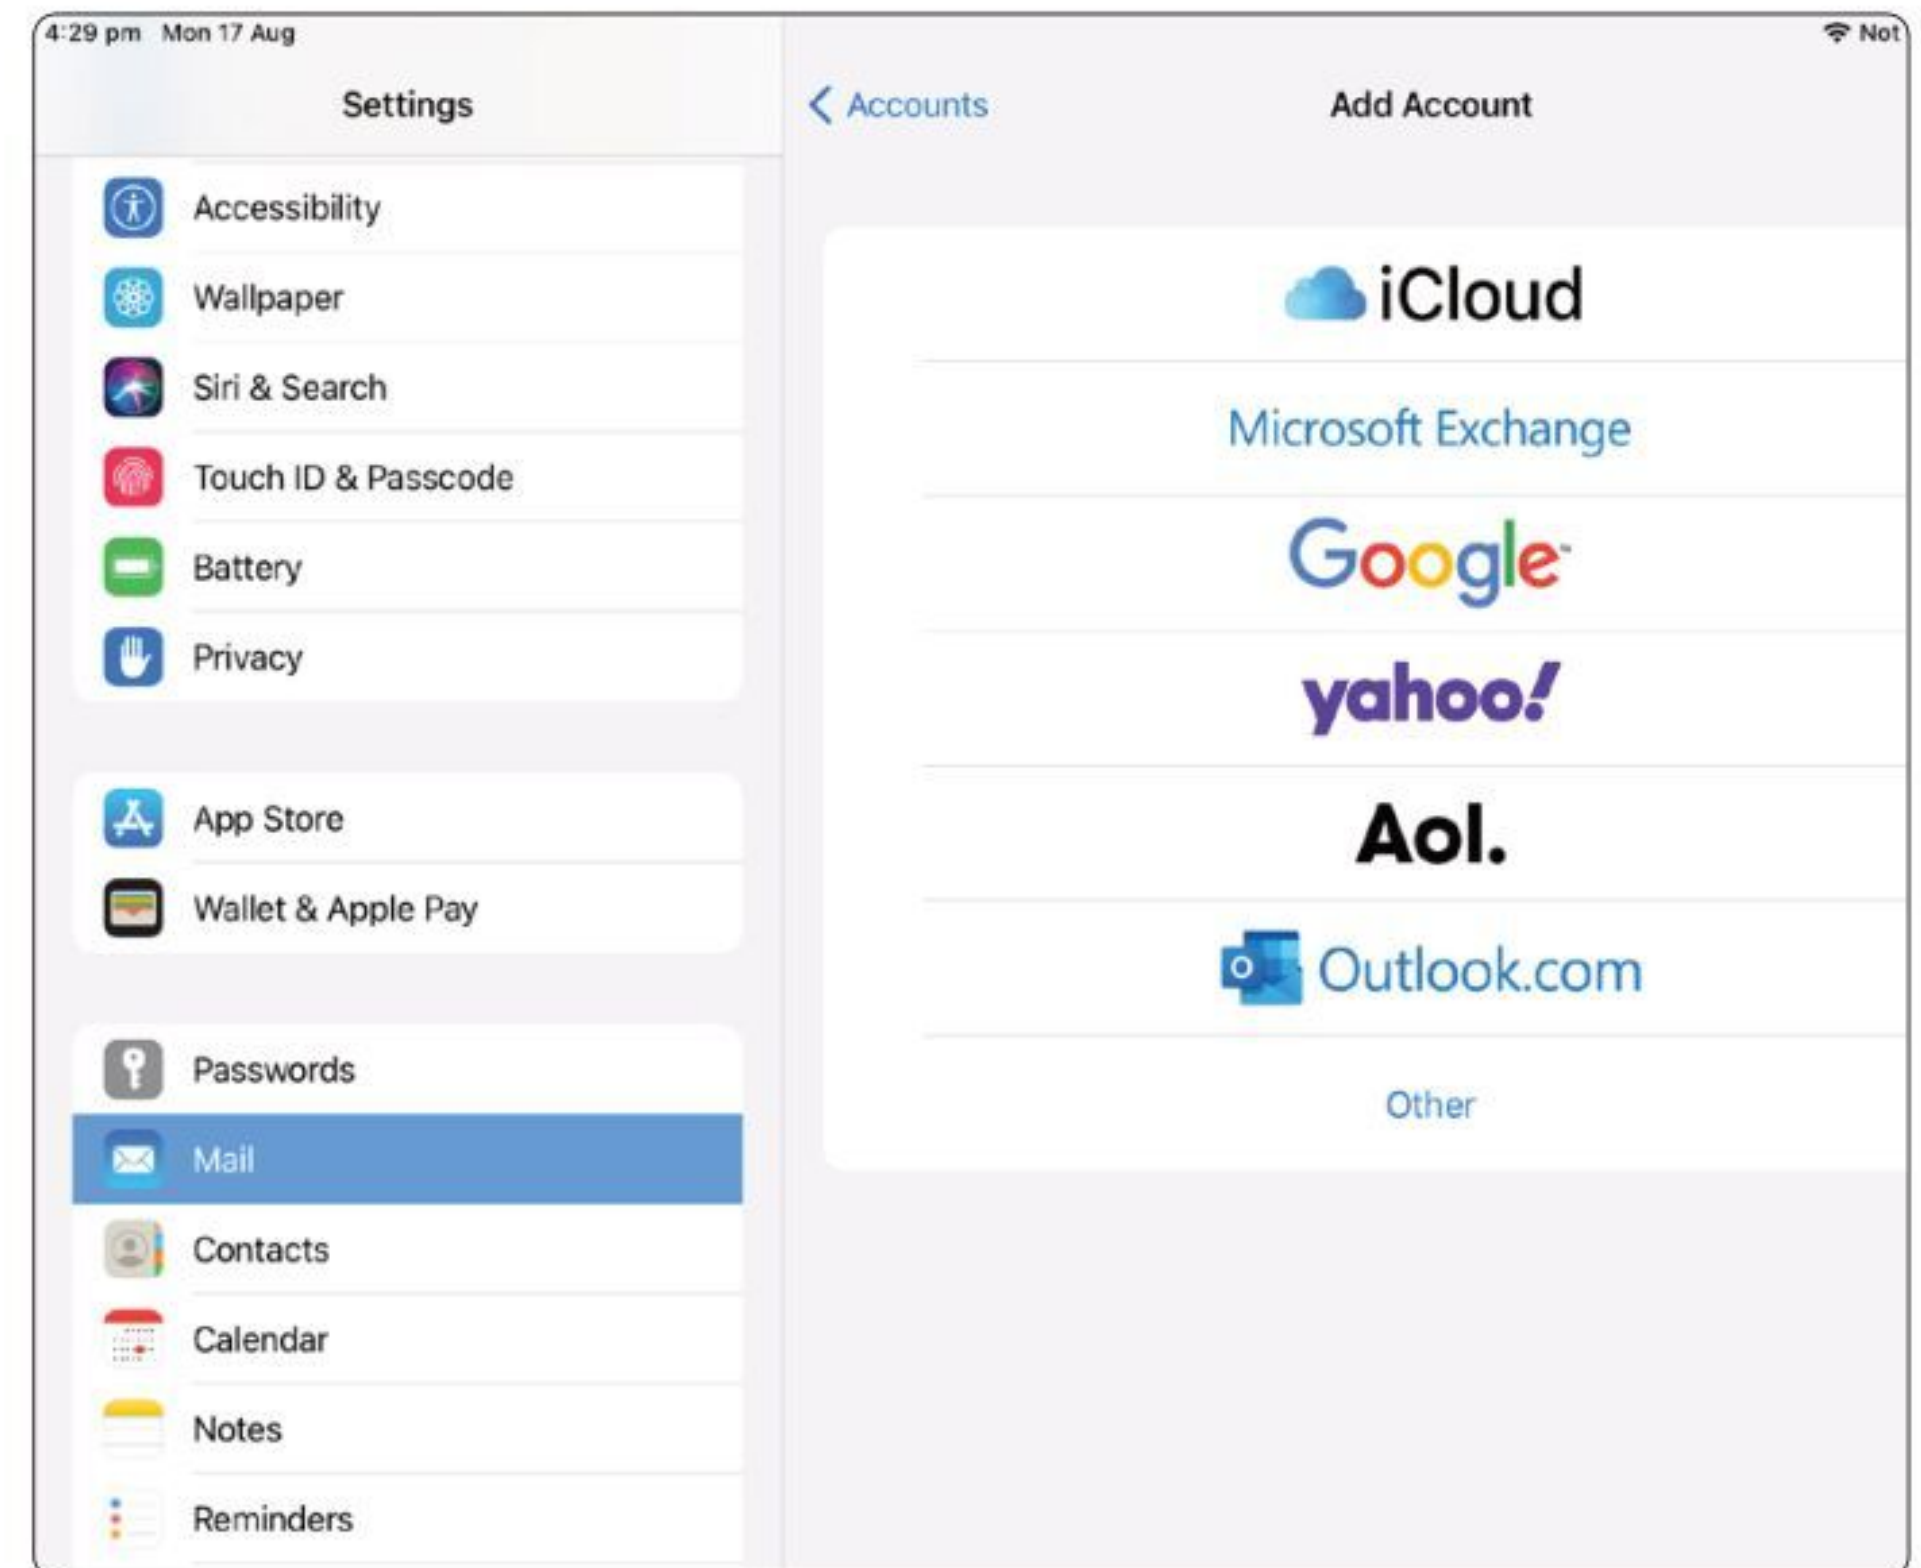 4:29 pm Mon 17 Aug
Not
Settings
Accessibility
Wallpaper
Siri & Search
Touch ID & Passcode
Battery
Privacy
App Store
Wallet & Apple Pay
Passwords
Mail
Contacts
Calendar
Notes
Reminders
Accounts
Add Account
iCloud
Microsoft Exchange
Google™
yahoo!
Aol.
Outlook.com
Other